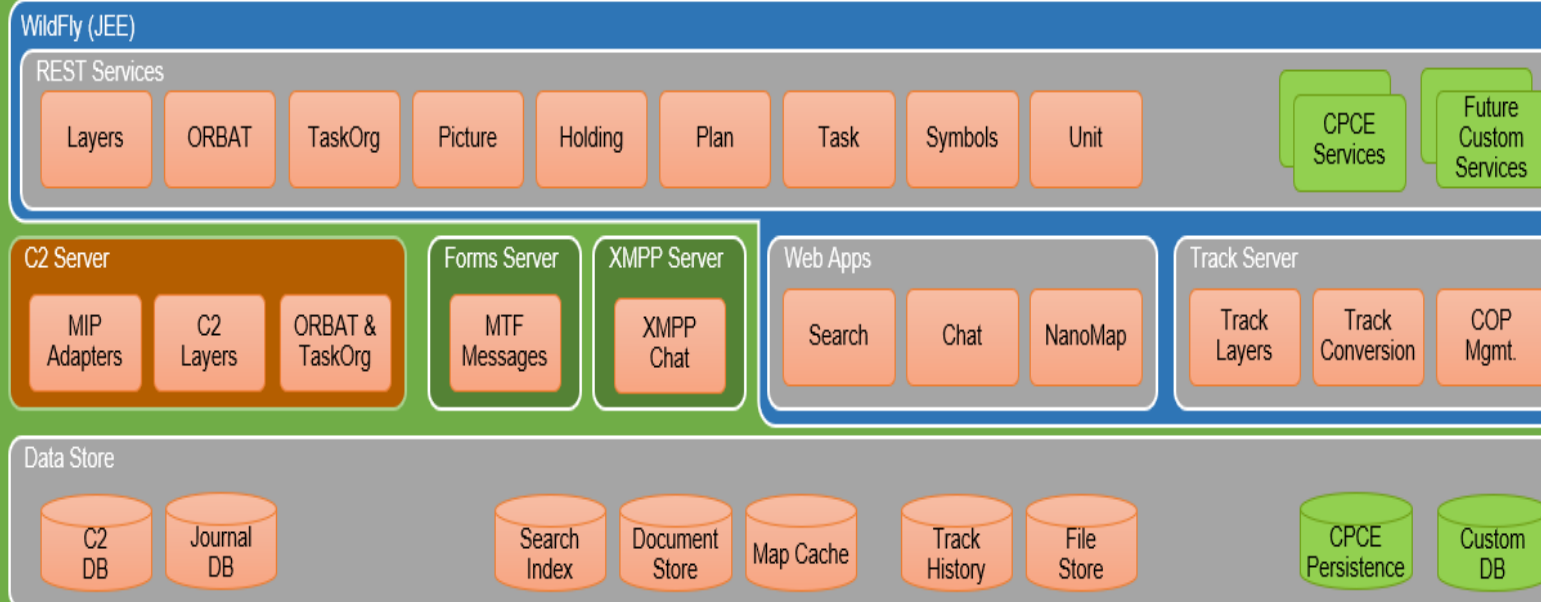 WildFly (JEE)
REST Services
Layers
ORBAT
TaskOrg
Picture
Holding
Plan
Task
Symbols
Unit
CPCE
Services
Future
Custom
Services
C2 Server
MIP
Adapters
C2
Layers
ORBAT &
TaskOrg
Forms Server
MTF
Messages
XMPP Server
XMPP
Chat
Web Apps
Search
Chat
NanoMap
Track Server
Track
Layers
Track
Conversion
COP
Mgmt.
Data Store
C2
DB
Journal
DB
Search
Index
Document
Store
Map Cache
Track
History
File
Store
CPCE
Persistence
Custom
DB